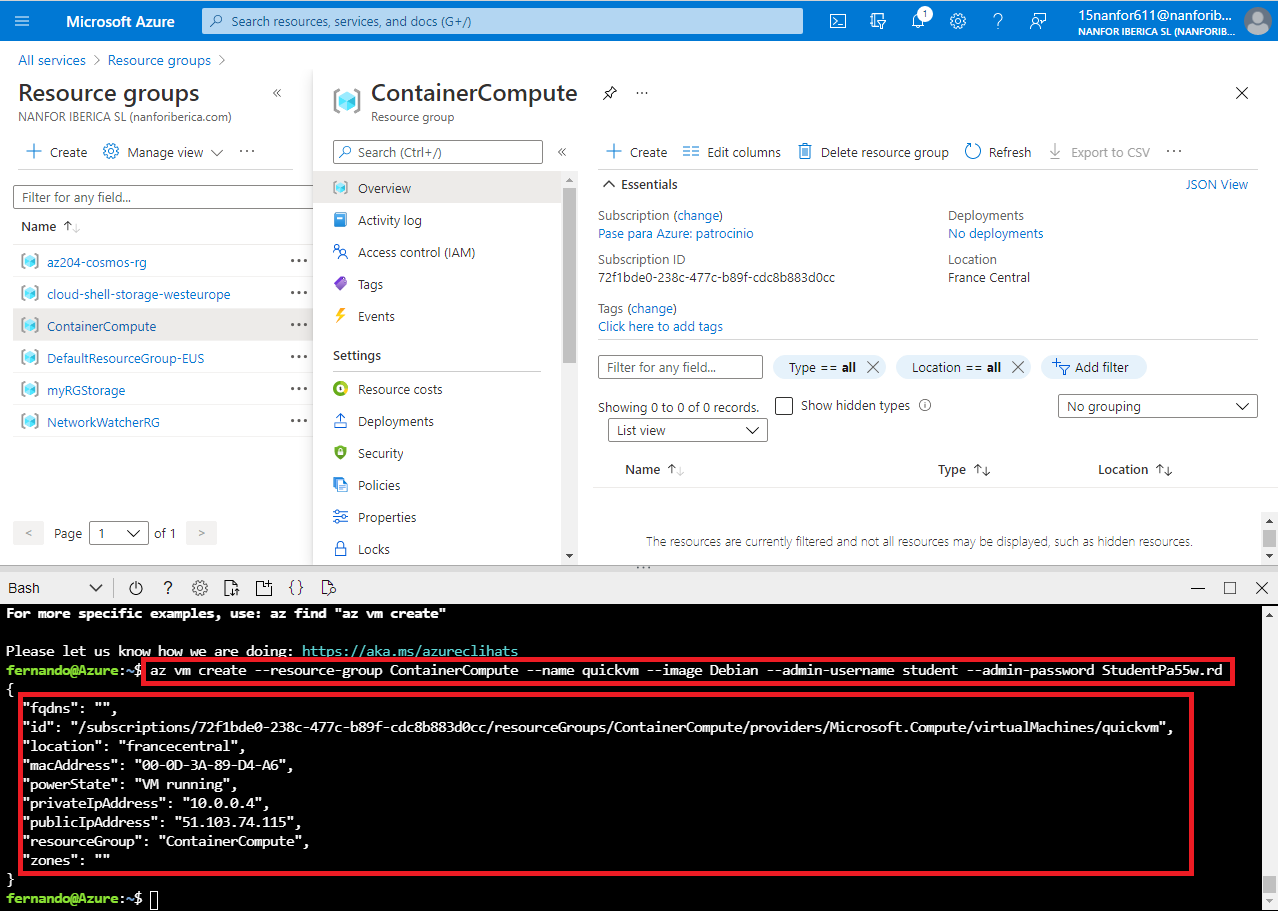 Microsoft Azure
Search resources, services, and docs (G+/)
1
15nanfor611@nanforib...
NANFOR IBERICA SL (NANFORIB...
All services > Resource groups >
Resource groups
NANFOR IBERICA SL (nanforiberica.com)
Create
Manage view
Filter for any field...
Name
az204-cosmos-rg
cloud-shell-storage-westeurope
ContainerCompute
DefaultResourceGroup-EUS
myRGStorage
NetworkWatcherRG
< Page 1 of 1 >
ContainerCompute
Resource group
Search (Ctrl+/)
Overview
Activity log
Access control (IAM)
Tags
Events
Settings
Resource costs
Deployments
Security
Policies
Properties
Locks
Create Edit columns Delete resource group Refresh Export to CSV
Essentials
JSON View
Subscription (change)
Pase para Azure: patrocinio
Subscription ID
72f1bde0-238c-477c-b89f-cdc8b883d0cc
Deployments
No deployments
Location
France Central
Tags (change)
Click here to add tags
Filter for any field...
Type == all
Location == all
Add filter
Showing 0 to 0 of 0 records.
Show hidden types
No grouping
List view
Name Type Location
The resources are currently filtered and not all resources may be displayed, such as hidden resources.
Bash
For more specific examples, use: az find "az vm create"
Please let us know how we are doing: https://aka.ms/azureclihats
fernando@Azure:~$ az vm create --resource-group ContainerCompute --name quickvm --image Debian --admin-username student --admin-password StudentPa55w.rd
{
"fqdns": "",
"id": "/subscriptions/72f1bde0-238c-477c-b89f-cdc8b883d0cc/resourceGroups/ContainerCompute/providers/Microsoft.Compute/virtualMachines/quickvm",
"location": "francecentral",
"macAddress": "00-0D-3A-89-D4-A6",
"powerState": "VM running",
"privateIpAddress": "10.0.0.4",
"publicIpAddress": "51.103.74.115",
"resourceGroup": "ContainerCompute",
"zones": ""
}
fernando@Azure:~$